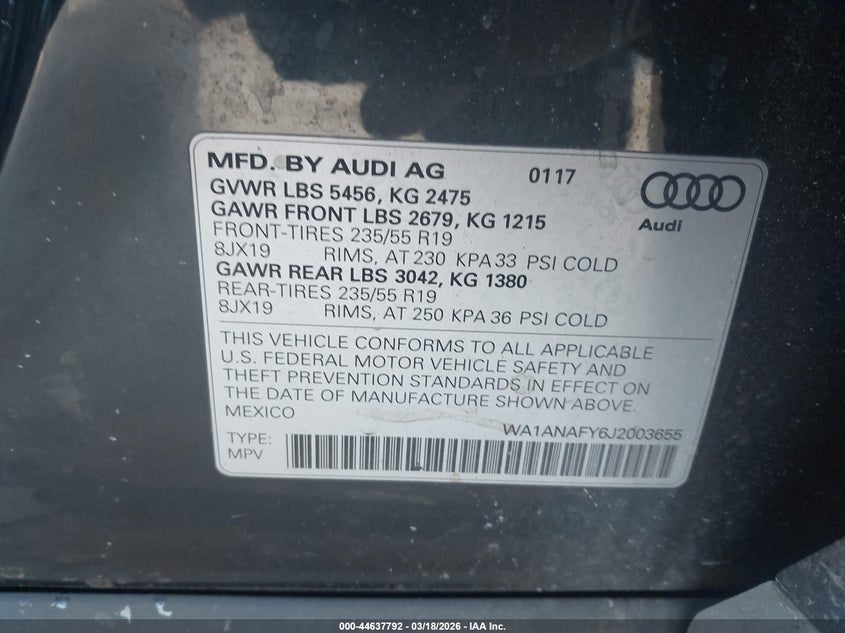 MFD. BY AUDI AG 0117
GVWR LBS 5456, KG 2475
GAWR FRONT LBS 2679, KG 1215
Audi
FRONT-TIRES 235/55 R19
8JX19 RIMS, AT 230 KPA 33 PSI COLD
GAWR REAR LBS 3042, KG 1380
REAR-TIRES 235/55 R19
8JX19 RIMS, AT 250 KPA 36 PSI COLD
THIS VEHICLE CONFORMS TO ALL APPLICABLE
U.S. FEDERAL MOTOR VEHICLE SAFETY AND
THEFT PREVENTION STANDARDS IN EFFECT ON
THE DATE OF MANUFACTURE SHOWN ABOVE.
MEXICO
WA1ANAFY6J2003655
TYPE:
MPV
000-44637792 - 03/18/2026 - IAA Inc.